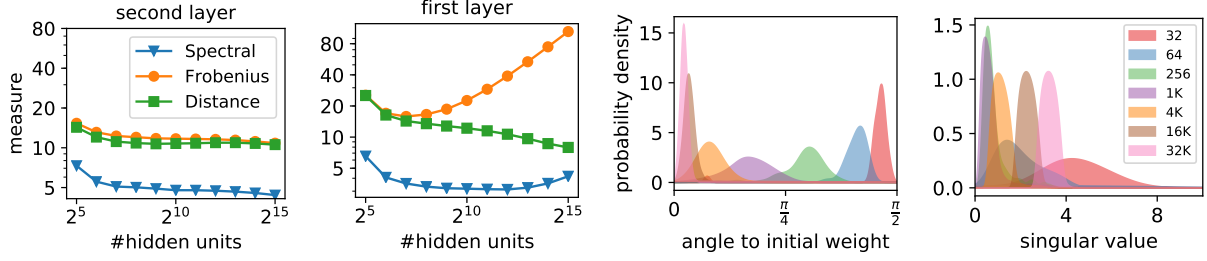 second layer
measure
80
40
20
10
5
Spectral
Frobenius
Distance
2^5
2^10
2^15
#hidden units
first layer
80
40
20
10
5
2^5
2^10
2^15
#hidden units
probability density
15
10
5
0
0
π/4
π/2
angle to initial weight
1.5
1.0
0.5
0.0
32
64
256
1K
4K
16K
32K
0
4
8
singular value